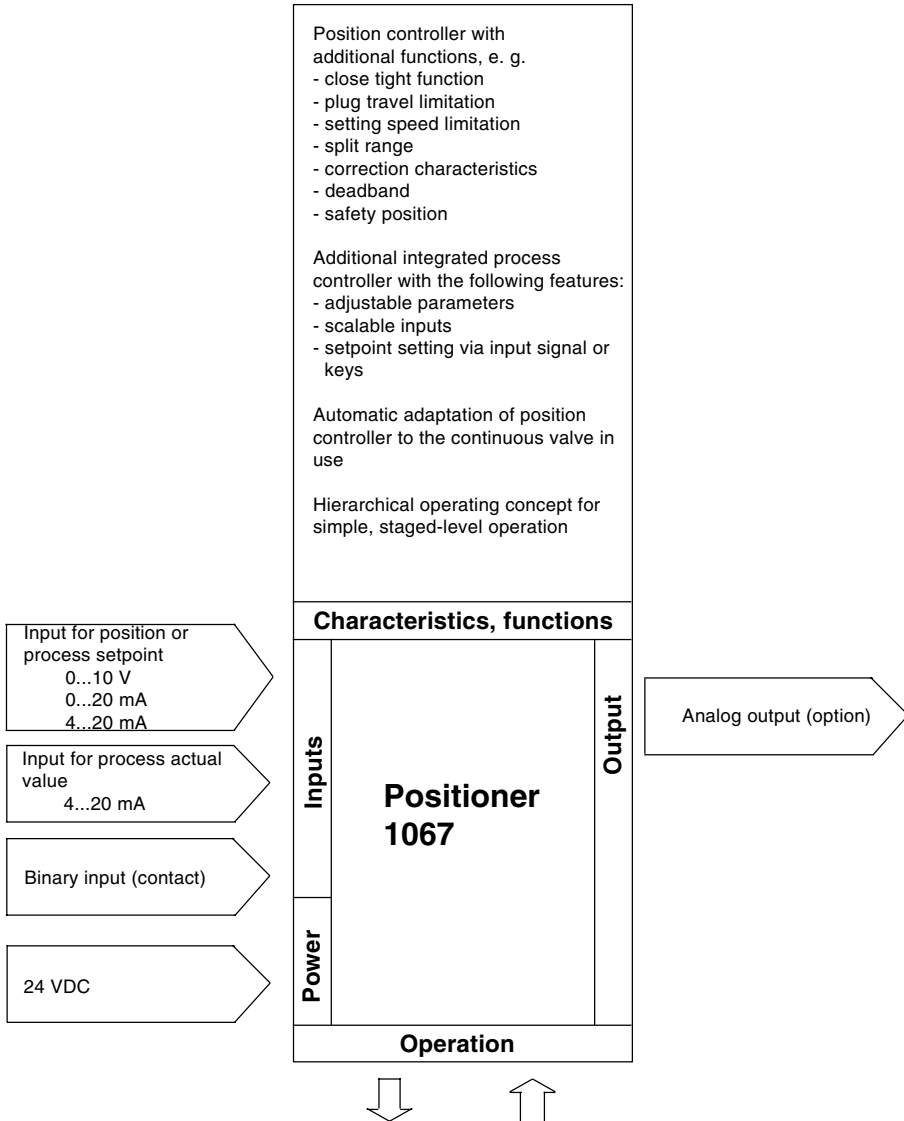 Position controller with
additional functions, e. g.
- close tight function
- plug travel limitation
- setting speed limitation
- split range
- correction characteristics
- deadband
- safety position
Additional integrated process
controller with the following features:
- adjustable parameters
- scalable inputs
- setpoint setting via input signal or
keys
Automatic adaptation of position
controller to the continuous valve in
use
Hierarchical operating concept for
simple, staged-level operation
Characteristics, functions
Input for position or
process setpoint
0...10 V
0...20 mA
4...20 mA
Input for process actual
value
4...20 mA
Binary input (contact)
24 VDC
Inputs
Power
Positioner
1067
Output
Analog output (option)
Operation